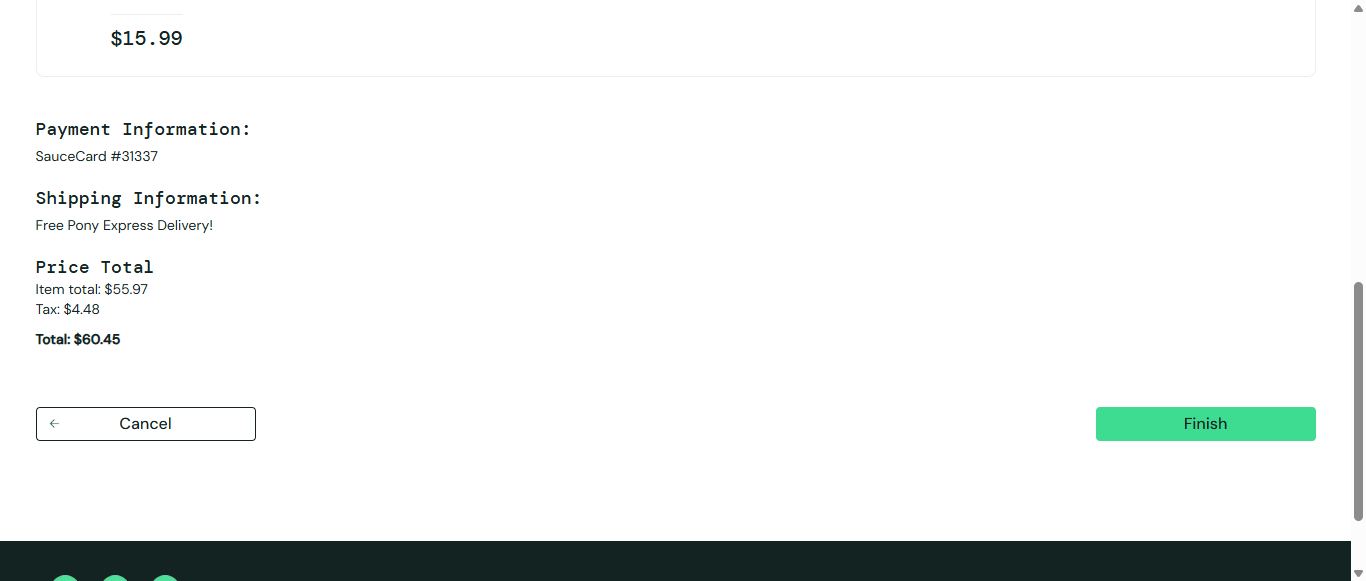 $15.99
Payment Information:
SauceCard #31337
Shipping Information:
Free Pony Express Delivery!
Price Total
Item total: $55.97
Tax: $4.48
Total: $60.45
Cancel
Finish